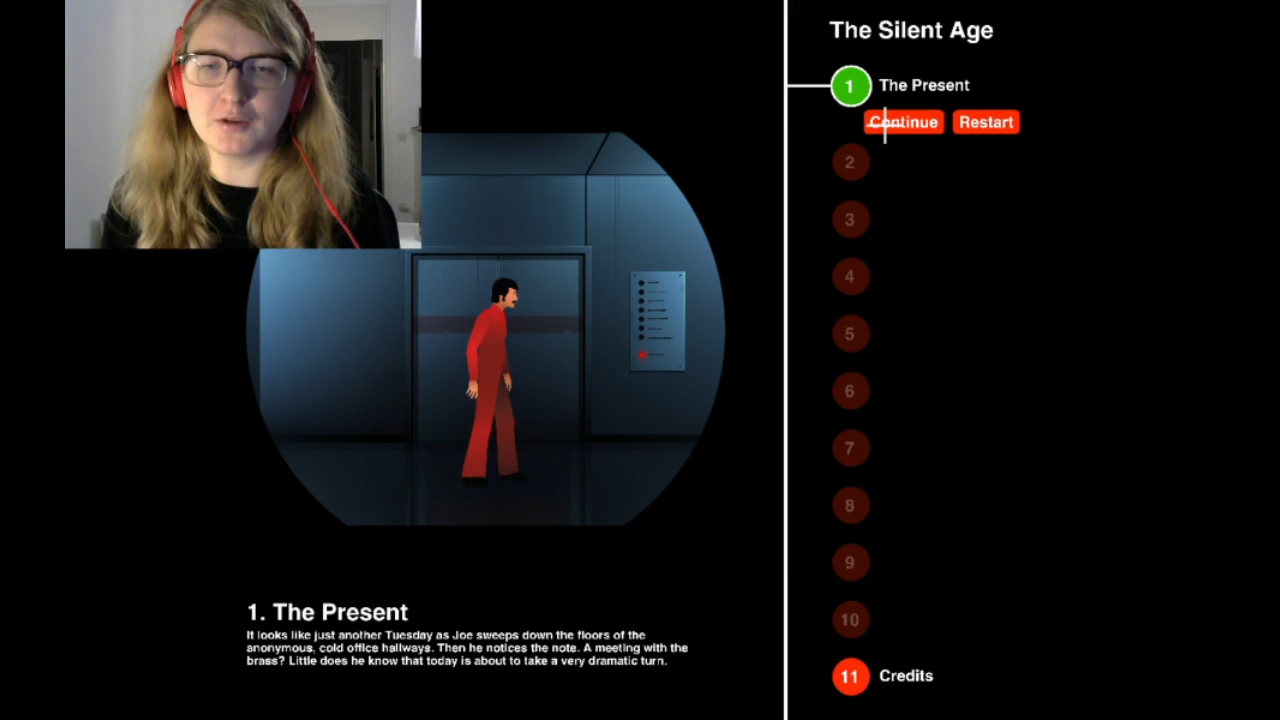 The Silent Age
1 The Present
Continue Restart
2
3
4
5
6
7
8
9
10
11 Credits
1. The Present
It looks like just another Tuesday as Joe sweeps down the floors of the
anonymous, cold office hallways. Then he notices the note. A meeting with the
brass? Little does he know that today is about to take a very dramatic turn.